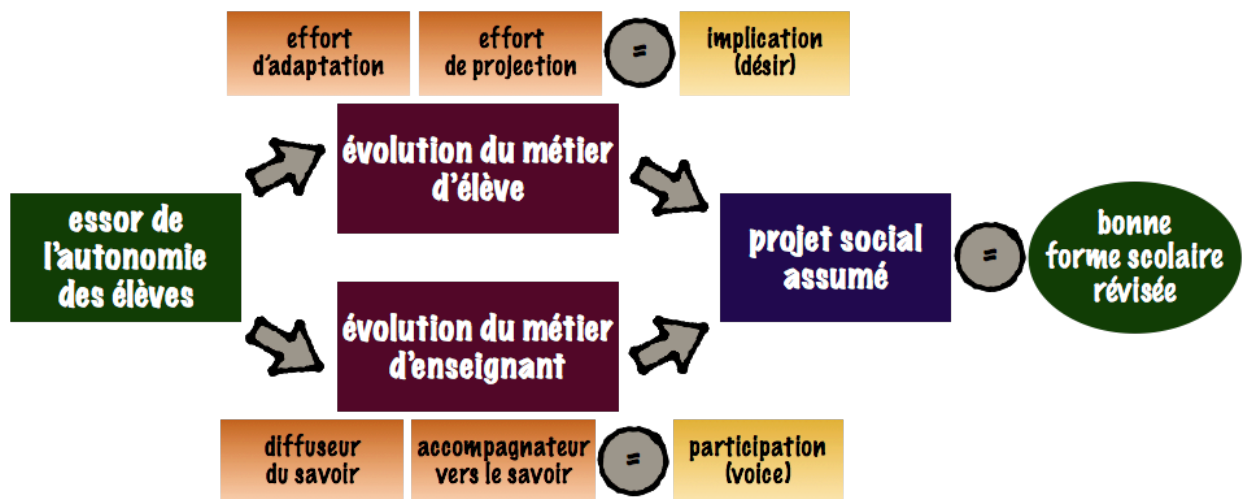 effort
d'adaptation
effort
de projection
=
implication
(désir)
évolution du métier
d'élève
essor de
l'autonomie
des élèves
projet social
assumé
=
bonne
forme scolaire
révisée
évolution du métier
d'enseignant
diffuseur
du savoir
accompagnateur
vers le savoir
=
participation
(voice)